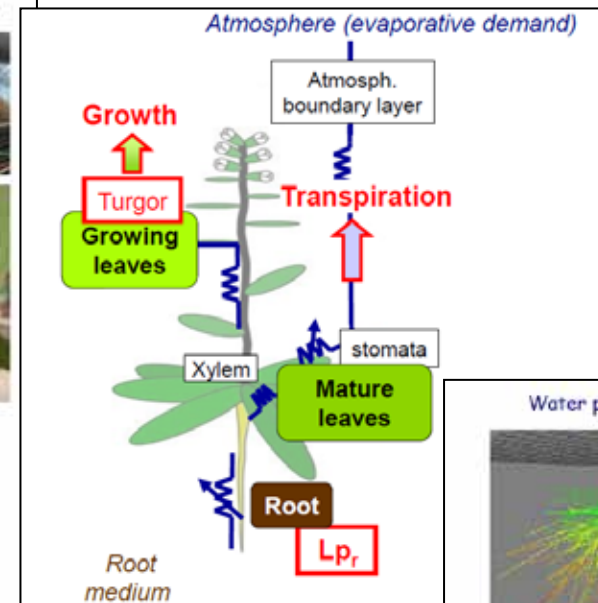 Atmosphere (evaporative demand)
Atmosph.
boundary layer
Growth
Turgor
Transpiration
Growing
leaves
stomata
Xylem
Mature
leaves
Root
Lpr
Root
medium
Water p